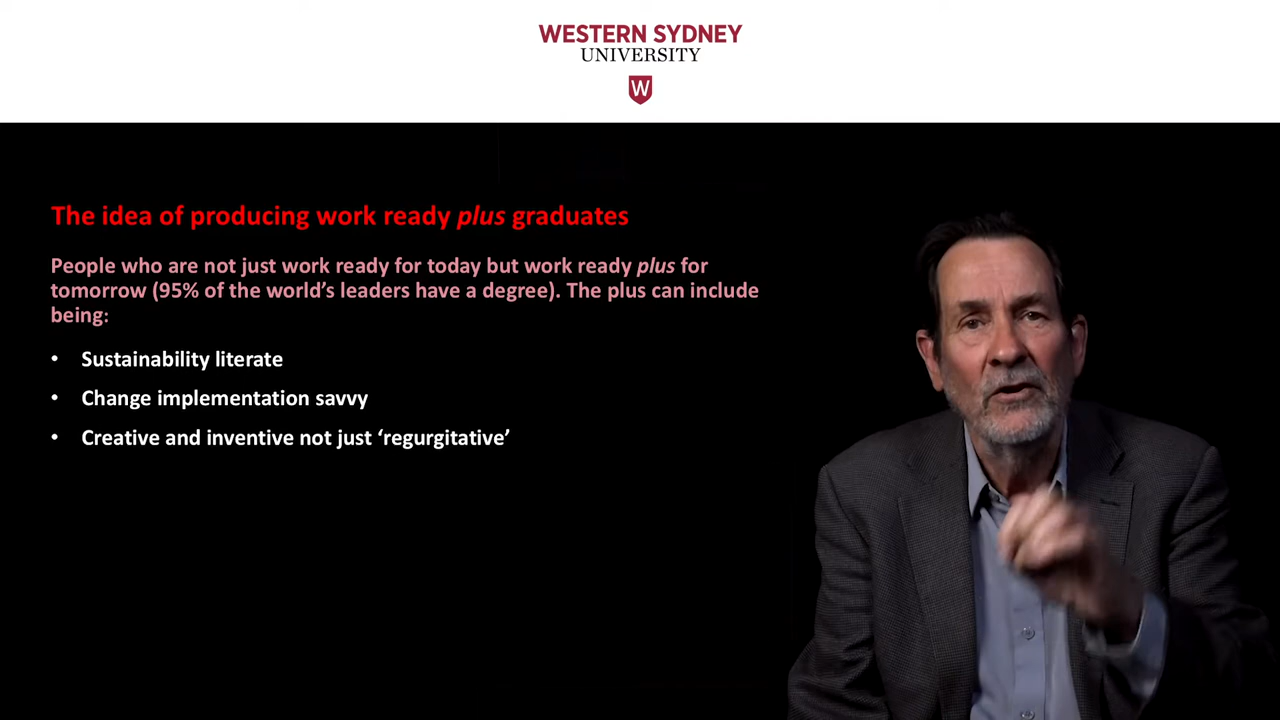 WESTERN SYDNEY
UNIVERSITY
W
The idea of producing work ready plus graduates
People who are not just work ready for today but work ready plus for
tomorrow (95% of the world’s leaders have a degree). The plus can include
being:
• Sustainability literate
• Change implementation savvy
• Creative and inventive not just ‘regurgitative’